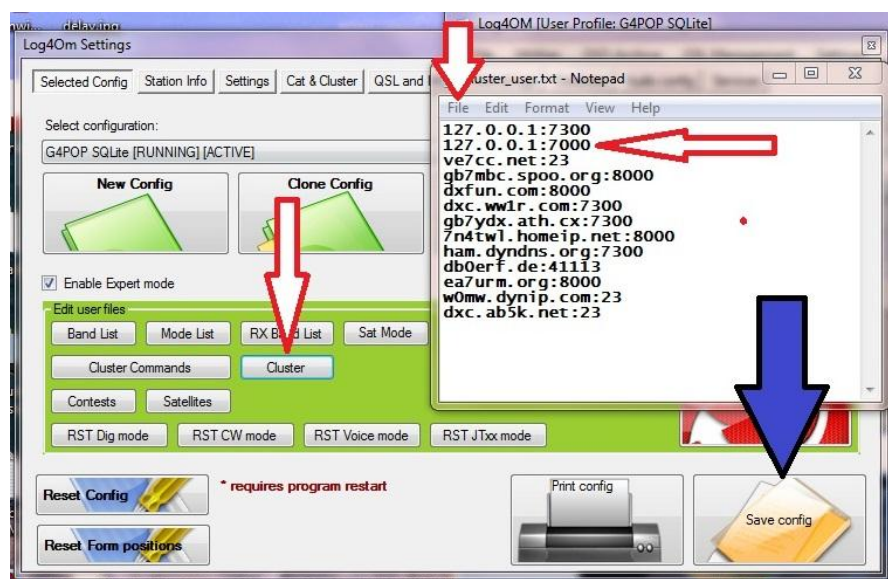 delaying
Log4OM [User Profile: G4POP SQLite]
Log4Om Settings
Selected Config
Station Info
Settings
Cat & Cluster
QSL and
Select configuration:
G4POP SQLite [RUNNING] [ACTIVE]
New Config
Clone Config
Enable Expert mode
Edit user files
Band List
Mode List
RX Band List
Sat Mode
Cluster Commands
Cluster
Contests
Satellites
RST Dig mode
RST CW mode
RST Voice mode
RST JTxx mode
Reset Config
* requires program restart
Reset Form positions
Print config
Save config
cluster_user.txt - Notepad
File Edit Format View Help
127.0.0.1:7300
127.0.0.1:7000
ve7cc.net:23
gb7mbc.spoo.org:8000
dxfun.com:8000
dxc.ww1r.com:7300
gb7ydx.ath.cx:7300
7n4twl.homeip.net:8000
ham.dyndns.org:7300
db0erf.de:41113
ea7urm.org:8000
w0mw.dynip.com:23
dxc.ab5k.net:23